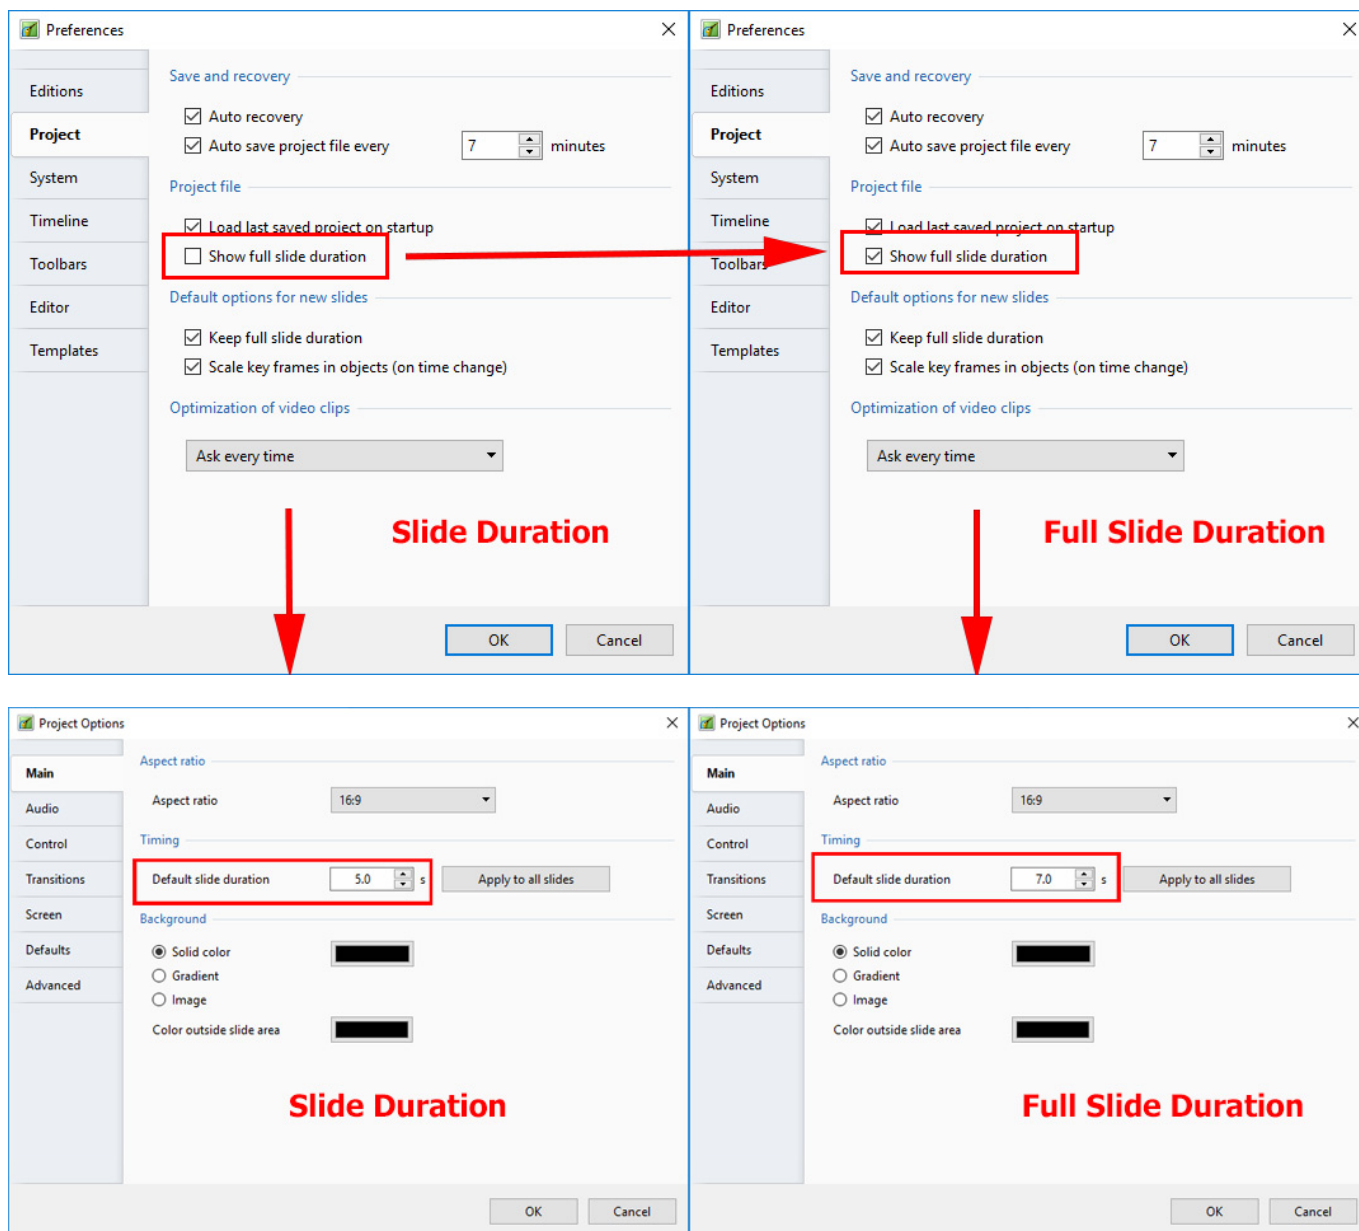 Preferences
Editions
Project
System
Timeline
Toolbars
Editor
Templates
Save and recovery
Auto recovery
Auto save project file every 7 minutes
Project file
Load last saved project on startup
Show full slide duration
Default options for new slides
Keep full slide duration
Scale key frames in objects (on time change)
Optimization of video clips
Ask every time
Slide Duration
OK Cancel
Preferences
Editions
Project
System
Timeline
Toolbars
Editor
Templates
Save and recovery
Auto recovery
Auto save project file every 7 minutes
Project file
Load last saved project on startup
Show full slide duration
Default options for new slides
Keep full slide duration
Scale key frames in objects (on time change)
Optimization of video clips
Ask every time
Full Slide Duration
OK Cancel
Project Options
Main
Audio
Control
Transitions
Screen
Defaults
Advanced
Aspect ratio
Aspect ratio 16:9
Timing
Default slide duration 5.0 s Apply to all slides
Background
Solid color
Gradient
Image
Color outside slide area
Slide Duration
OK Cancel
Project Options
Main
Audio
Control
Transitions
Screen
Defaults
Advanced
Aspect ratio
Aspect ratio 16:9
Timing
Default slide duration 7.0 s Apply to all slides
Background
Solid color
Gradient
Image
Color outside slide area
Full Slide Duration
OK Cancel